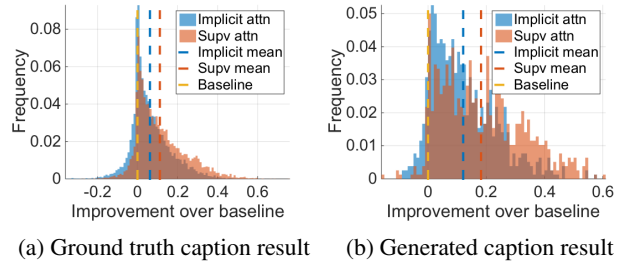 Frequency
0.08
0.06
0.04
0.02
0
-0.2
0
0.2
0.4
0.6
Improvement over baseline
Implicit attn
Supv attn
Implicit mean
Supv mean
Baseline
(a) Ground truth caption result
Frequency
0.05
0.04
0.03
0.02
0.01
0
0
0.2
0.4
0.6
Improvement over baseline
Implicit attn
Supv attn
Implicit mean
Supv mean
Baseline
(b) Generated caption result